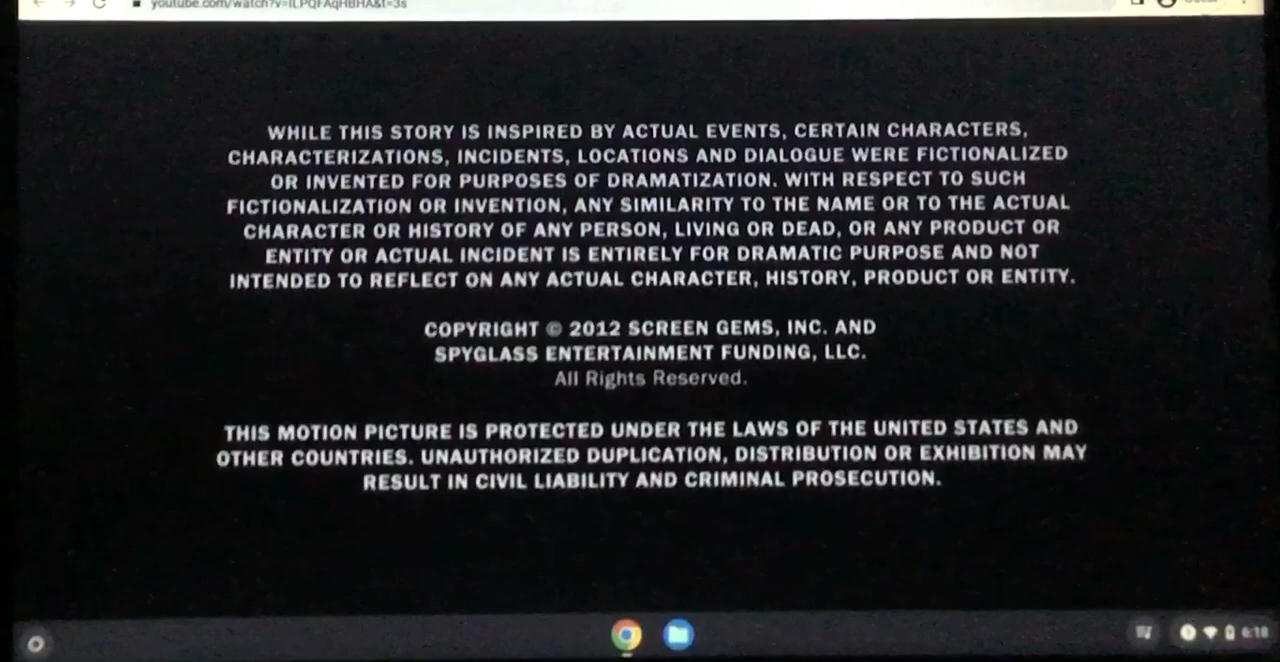 WHILE THIS STORY IS INSPIRED BY ACTUAL EVENTS, CERTAIN CHARACTERS,
CHARACTERIZATIONS, INCIDENTS, LOCATIONS AND DIALOGUE WERE FICTIONALIZED
OR INVENTED FOR PURPOSES OF DRAMATIZATION. WITH RESPECT TO SUCH
FICTIONALIZATION OR INVENTION, ANY SIMILARITY TO THE NAME OR TO THE ACTUAL
CHARACTER OR HISTORY OF ANY PERSON, LIVING OR DEAD, OR ANY PRODUCT OR
ENTITY OR ACTUAL INCIDENT IS ENTIRELY FOR DRAMATIC PURPOSE AND NOT
INTENDED TO REFLECT ON ANY ACTUAL CHARACTER, HISTORY, PRODUCT OR ENTITY.
COPYRIGHT © 2012 SCREEN GEMS, INC. AND
SPYGLASS ENTERTAINMENT FUNDING, LLC.
All Rights Reserved.
THIS MOTION PICTURE IS PROTECTED UNDER THE LAWS OF THE UNITED STATES AND
OTHER COUNTRIES. UNAUTHORIZED DUPLICATION, DISTRIBUTION OR EXHIBITION MAY
RESULT IN CIVIL LIABILITY AND CRIMINAL PROSECUTION.
6:18